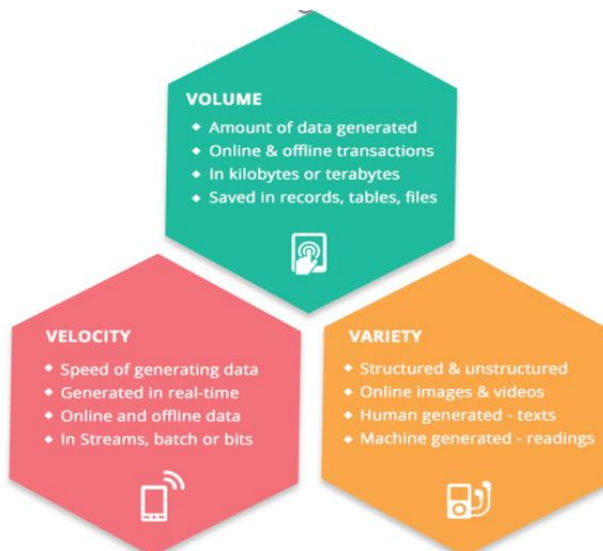 VOLUME
◆ Amount of data generated
◆ Online & offline transactions
◆ In kilobytes or terabytes
◆ Saved in records, tables, files
VELOCITY
◆ Speed of generating data
◆ Generated in real-time
◆ Online and offline data
◆ In Streams, batch or bits
VARIETY
◆ Structured & unstructured
◆ Online images & videos
◆ Human generated - texts
◆ Machine generated - readings